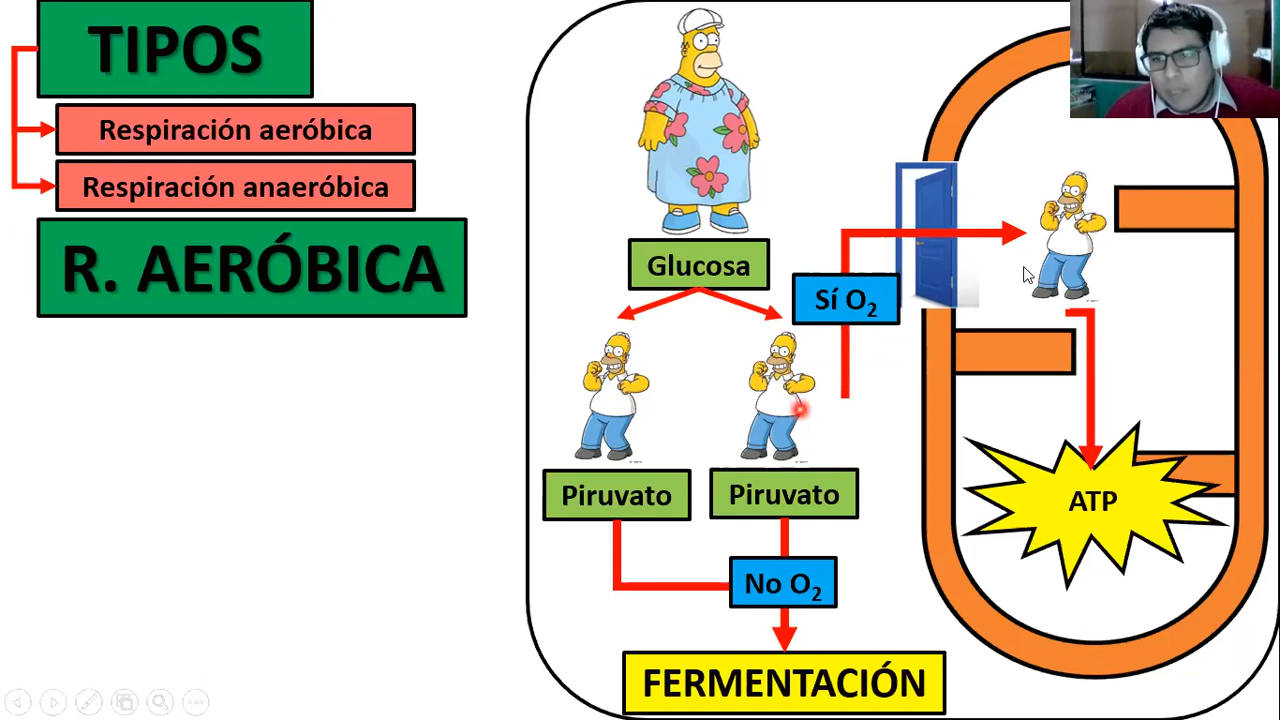 TIPOS
Respiración aeróbica
Respiración anaeróbica
R. AERÓBICA
Glucosa
Sí O₂
Piruvato
Piruvato
No O₂
FERMENTACIÓN
ATP